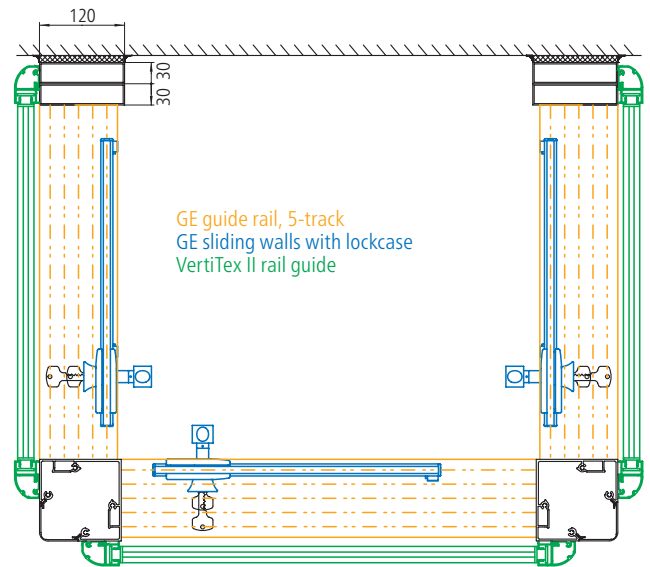 120
30
30
GE guide rail, 5-track
GE sliding walls with lockcase
VertiTex II rail guide